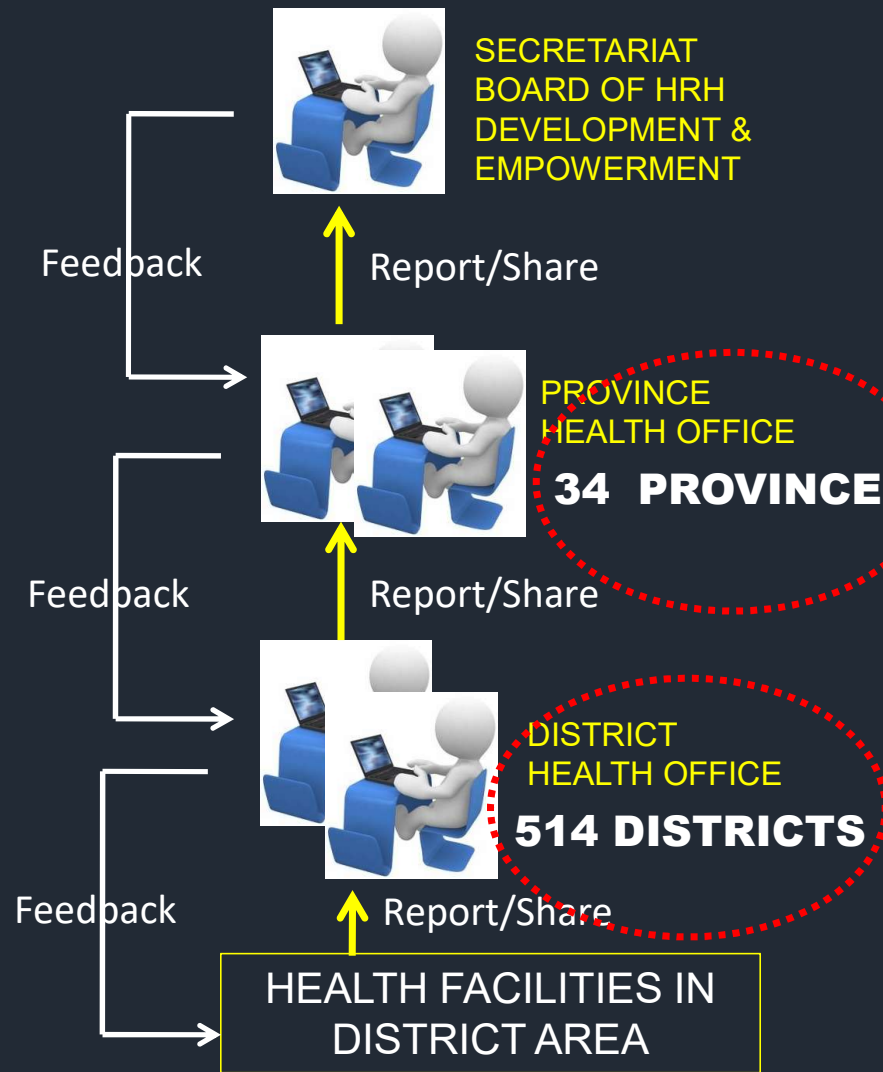 SECRETARIAT
BOARD OF HRH
DEVELOPMENT &
EMPOWERMENT
Feedback
Report/Share
PROVINCE
HEALTH OFFICE
34 PROVINCE
Feedback
Report/Share
DISTRICT
HEALTH OFFICE
514 DISTRICTS
Feedback
Report/Share
HEALTH FACILITIES IN
DISTRICT AREA